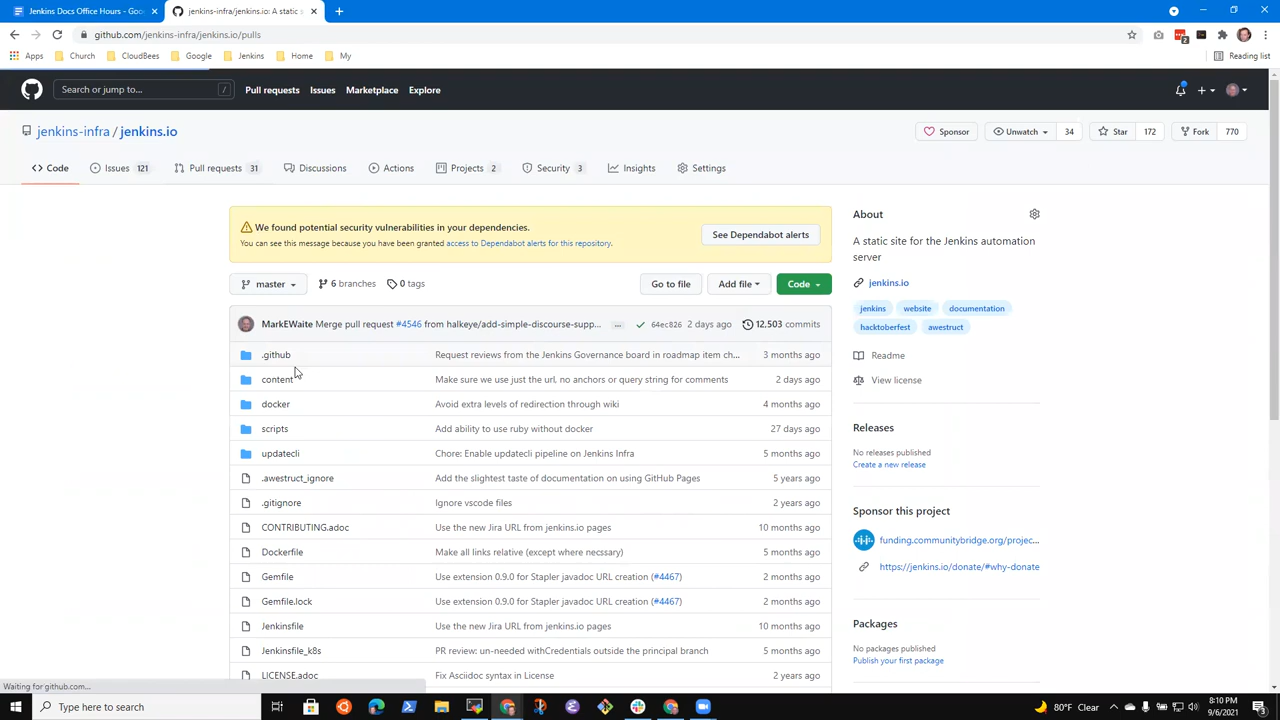 Jenkins Docs Office Hours - Goo
jenkins-infra/jenkins.io: A static s
github.com/jenkins-infra/jenkins.io/pulls
2
Apps Church CloudBees Google Jenkins Home My Reading list
Search or jump to... /
Pull requests Issues Marketplace Explore
jenkins-infra / jenkins.io
Sponsor Unwatch 34 Star 172 Fork 770
Code Issues 121 Pull requests 31 Discussions Actions Projects 2 Security 3 Insights Settings
We found potential security vulnerabilities in your dependencies.
You can see this message because you have been granted access to Dependabot alerts for this repository.
See Dependabot alerts
master 6 branches 0 tags Go to file Add file Code
MarkEWaite Merge pull request #4546 from halkeye/add-simple-discourse-supp... ... 64ec826 2 days ago 12,503 commits
.github Request reviews from the Jenkins Governance board in roadmap item ch... 3 months ago
content Make sure we use just the url, no anchors or query string for comments 2 days ago
docker Avoid extra levels of redirection through wiki 4 months ago
scripts Add ability to use ruby without docker 27 days ago
updatecli Chore: Enable updatecli pipeline on Jenkins Infra 5 months ago
.awestruct_ignore Add the slightest taste of documentation on using GitHub Pages 5 years ago
.gitignore Ignore vscode files 2 years ago
CONTRIBUTING.adoc Use the new Jira URL from jenkins.io pages 10 months ago
Dockerfile Make all links relative (except where necssary) 5 months ago
Gemfile Use extension 0.9.0 for Stapler javadoc URL creation (#4467) 2 months ago
Gemfile.lock Use extension 0.9.0 for Stapler javadoc URL creation (#4467) 2 months ago
Jenkinsfile Use the new Jira URL from jenkins.io pages 10 months ago
Jenkinsfile_k8s PR review: un-needed withCredentials outside the principal branch 5 months ago
LICENSE.adoc Fix Asciidoc syntax in License 2 years ago
About
A static site for the Jenkins automation
server
jenkins.io
jenkins website documentation
hacktoberfest awestruct
Readme
View license
Releases
No releases published
Create a new release
Sponsor this project
funding.communitybridge.org/projec...
https://jenkins.io/donate/#why-donate
Packages
No packages published
Publish your first package
Waiting for github.com...
Type here to search
80°F Clear
8:10 PM
9/6/2021
3